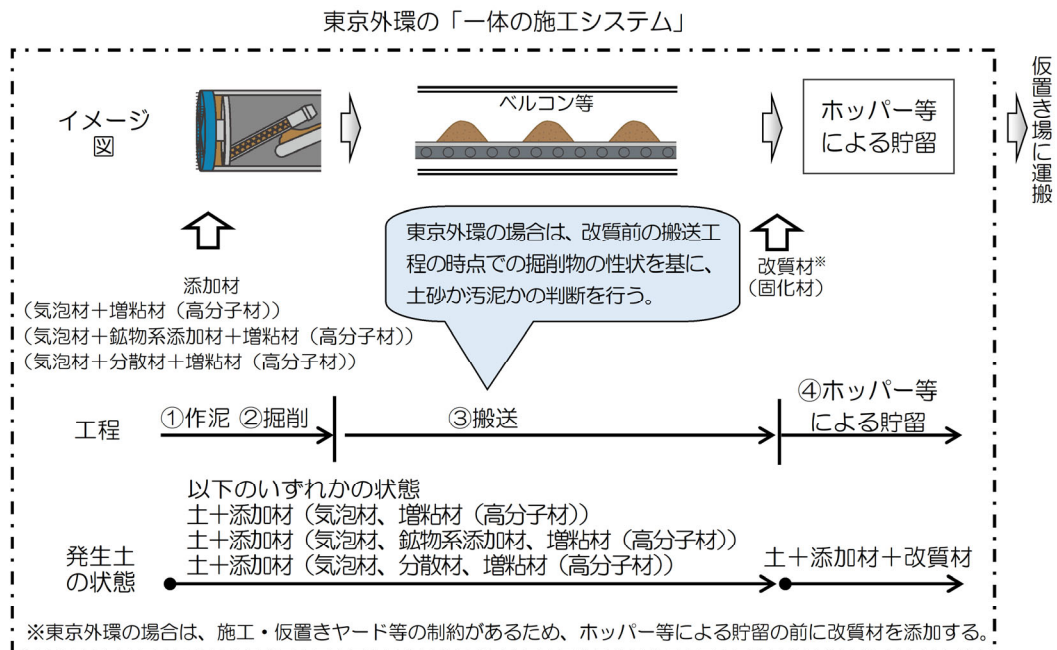 東京外環の「一体の施工システム」
イメージ
図
ベルコン等
ホッパー等
による貯留
仮置き場に運搬
東京外環の場合は、改質前の搬送工
程の時点での掘削物の性状を基に、
土砂か汚泥かの判断を行う。
添加材
（気泡材＋増粘材（高分子材））
（気泡材＋鉱物系添加材＋増粘材（高分子材））
（気泡材＋分散材＋増粘材（高分子材））
改質材※
（固化材）
工程
①作泥 ②掘削
③搬送
④ホッパー等
による貯留
発生土
の状態
以下のいずれかの状態
土＋添加材（気泡材、増粘材（高分子材））
土＋添加材（気泡材、鉱物系添加材、増粘材（高分子材））
土＋添加材（気泡材、分散材、増粘材（高分子材））
土＋添加材＋改質材
※東京外環の場合は、施工・仮置きヤード等の制約があるため、ホッパー等による貯留の前に改質材を添加する。